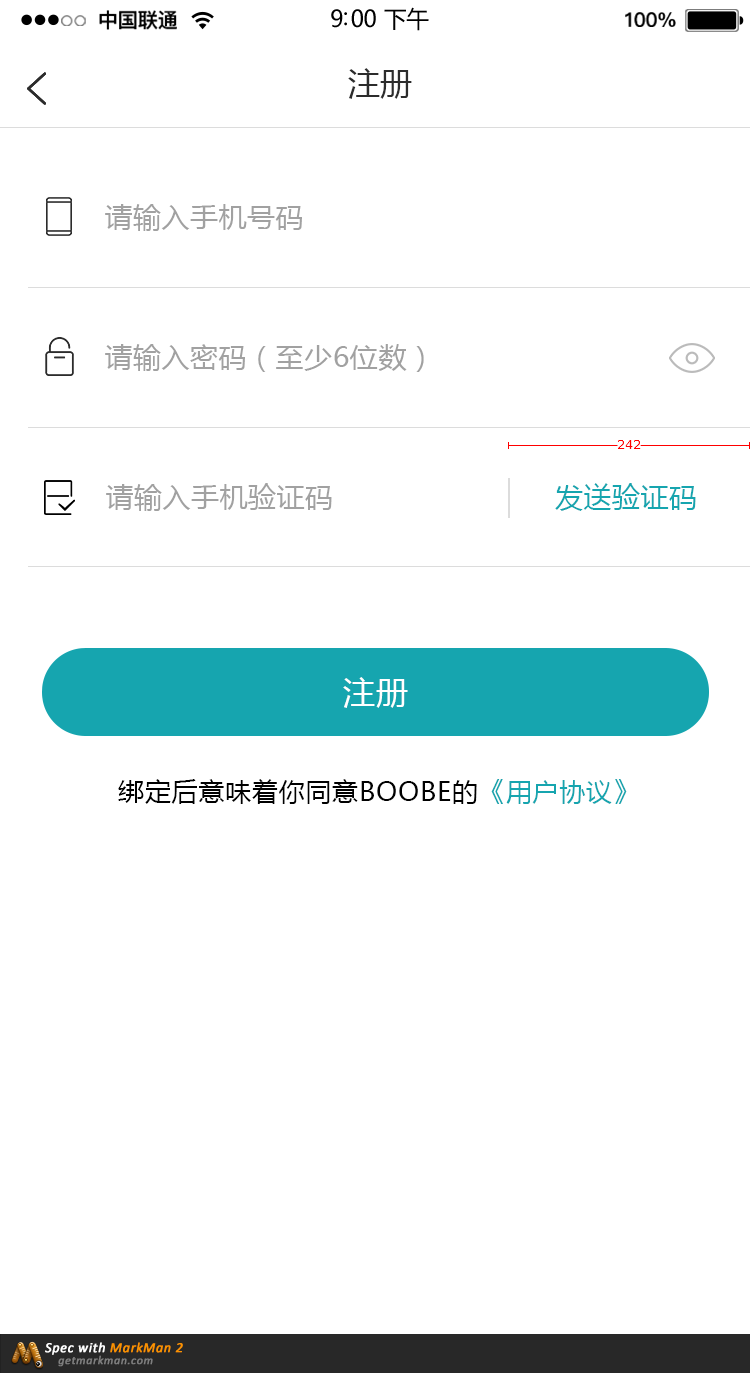 中国联通 9:00 下午 100%
注册
请输入手机号码
请输入密码（至少6位数）
242
请输入手机验证码 发送验证码
注册
绑定后意味着你同意BOOBE的《用户协议》
Spec with MarkMan 2
getmarkman.com